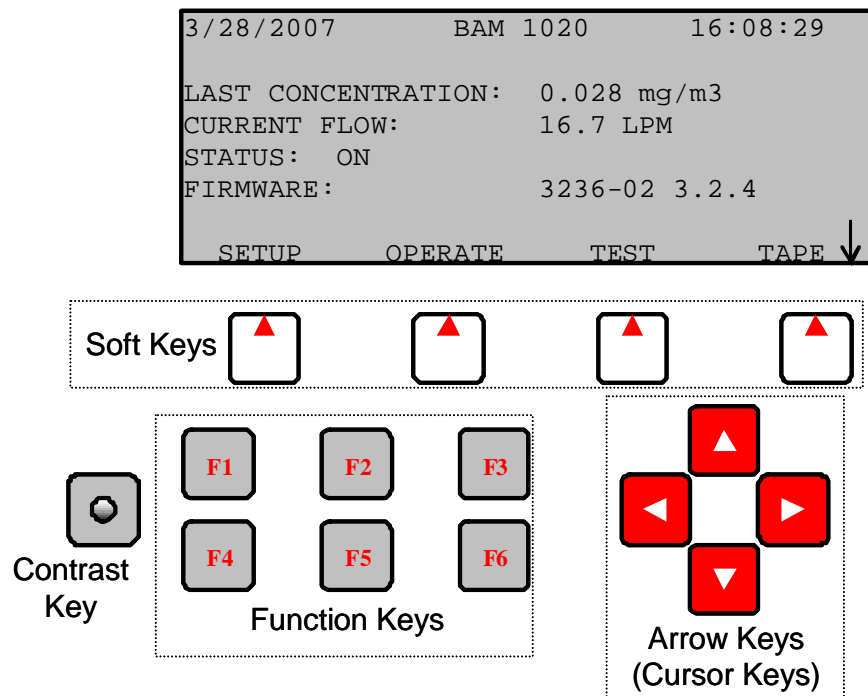 3/28/2007 BAM 1020 16:08:29
LAST CONCENTRATION: 0.028 mg/m3
CURRENT FLOW: 16.7 LPM
STATUS: ON
FIRMWARE: 3236-02 3.2.4
SETUP OPERATE TEST TAPE
Soft Keys
F1 F2 F3
F4 F5 F6
Contrast
Key
Function Keys
Arrow Keys
(Cursor Keys)